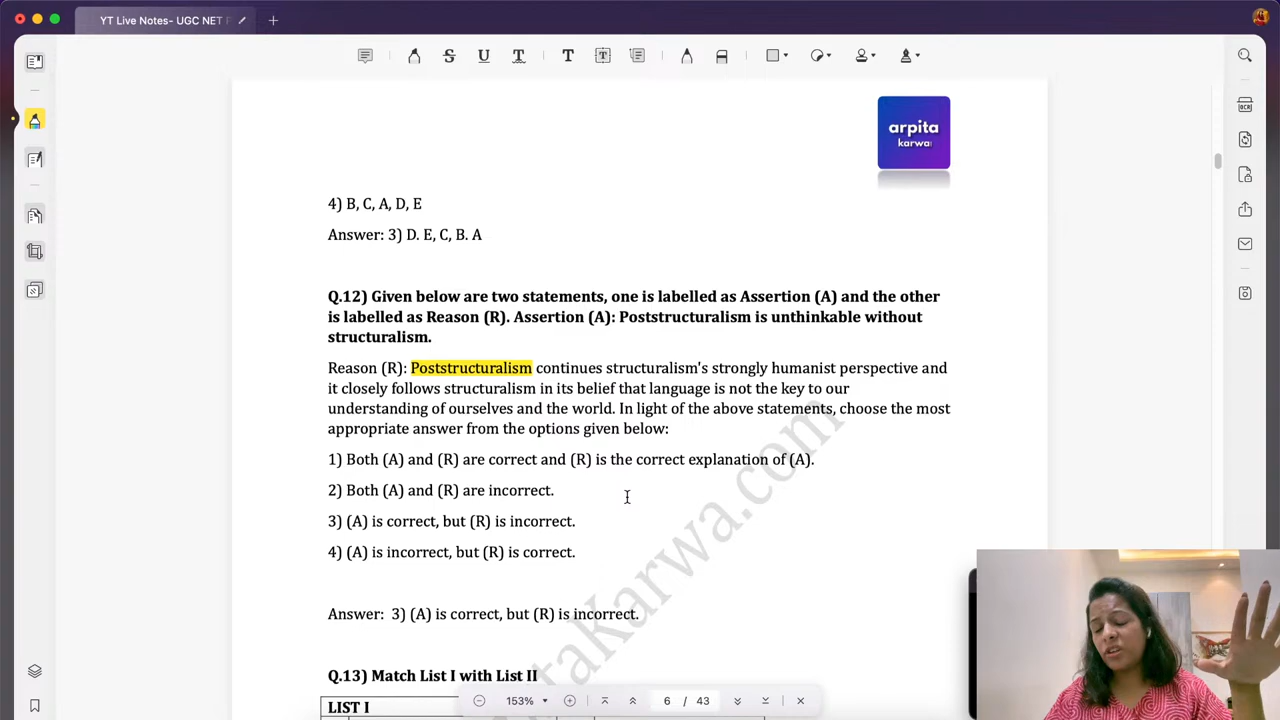 YT Live Notes- UGC NET P
arpita
karwa
4) B, C, A, D, E
Answer: 3) D. E, C, B. A
Q.12) Given below are two statements, one is labelled as Assertion (A) and the other
is labelled as Reason (R). Assertion (A): Poststructuralism is unthinkable without
structuralism.
Reason (R): Poststructuralism continues structuralism's strongly humanist perspective and
it closely follows structuralism in its belief that language is not the key to our
understanding of ourselves and the world. In light of the above statements, choose the most
appropriate answer from the options given below:
1) Both (A) and (R) are correct and (R) is the correct explanation of (A).
2) Both (A) and (R) are incorrect.
3) (A) is correct, but (R) is incorrect.
4) (A) is incorrect, but (R) is correct.
Answer: 3) (A) is correct, but (R) is incorrect.
Q.13) Match List I with List II
LIST I
153%
6 / 43
OCR